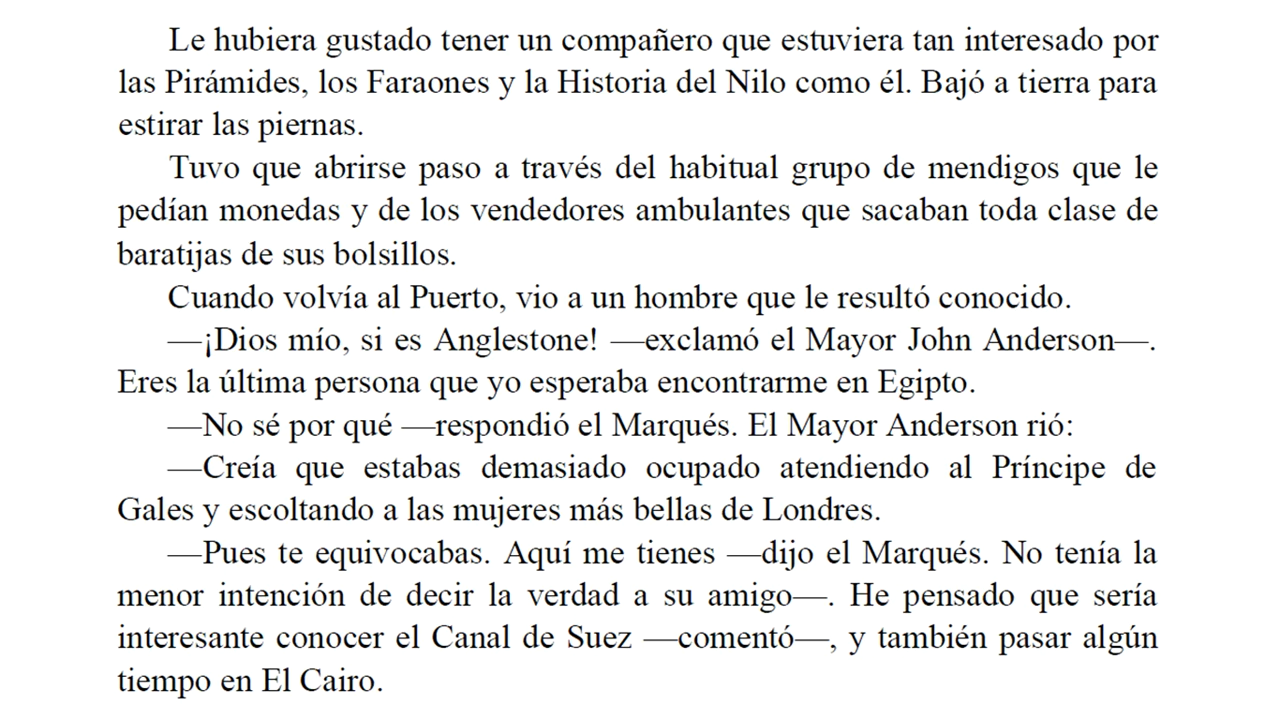 Le hubiera gustado tener un compañero que estuviera tan interesado por
las Pirámides, los Faraones y la Historia del Nilo como él. Bajó a tierra para
estirar las piernas.
Tuvo que abrirse paso a través del habitual grupo de mendigos que le
pedían monedas y de los vendedores ambulantes que sacaban toda clase de
baratijas de sus bolsillos.
Cuando volvía al Puerto, vio a un hombre que le resultó conocido.
—¡Dios mío, si es Anglestone! —exclamó el Mayor John Anderson—.
Eres la última persona que yo esperaba encontrarme en Egipto.
—No sé por qué —respondió el Marqués. El Mayor Anderson rió:
—Creía que estabas demasiado ocupado atendiendo al Príncipe de
Gales y escoltando a las mujeres más bellas de Londres.
—Pues te equivocabas. Aquí me tienes —dijo el Marqués. No tenía la
menor intención de decir la verdad a su amigo—. He pensado que sería
interesante conocer el Canal de Suez —comentó—, y también pasar algún
tiempo en El Cairo.